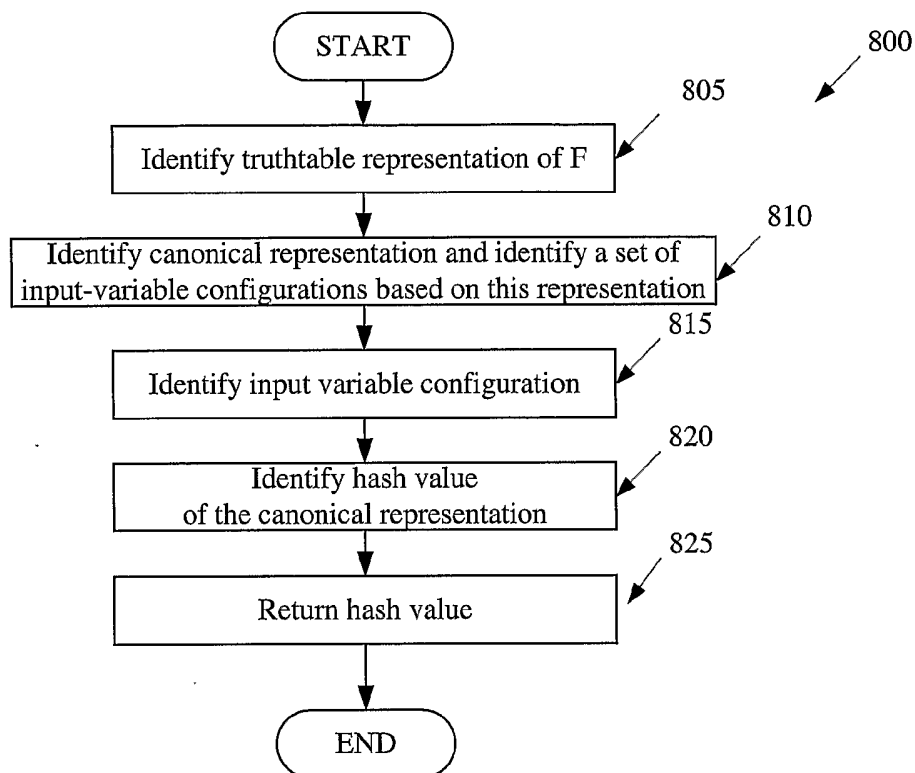 START
800
805
Identify truthtable representation of F
810
Identify canonical representation and identify a set of
input-variable configurations based on this representation
815
Identify input variable configuration
820
Identify hash value
of the canonical representation
825
Return hash value
END